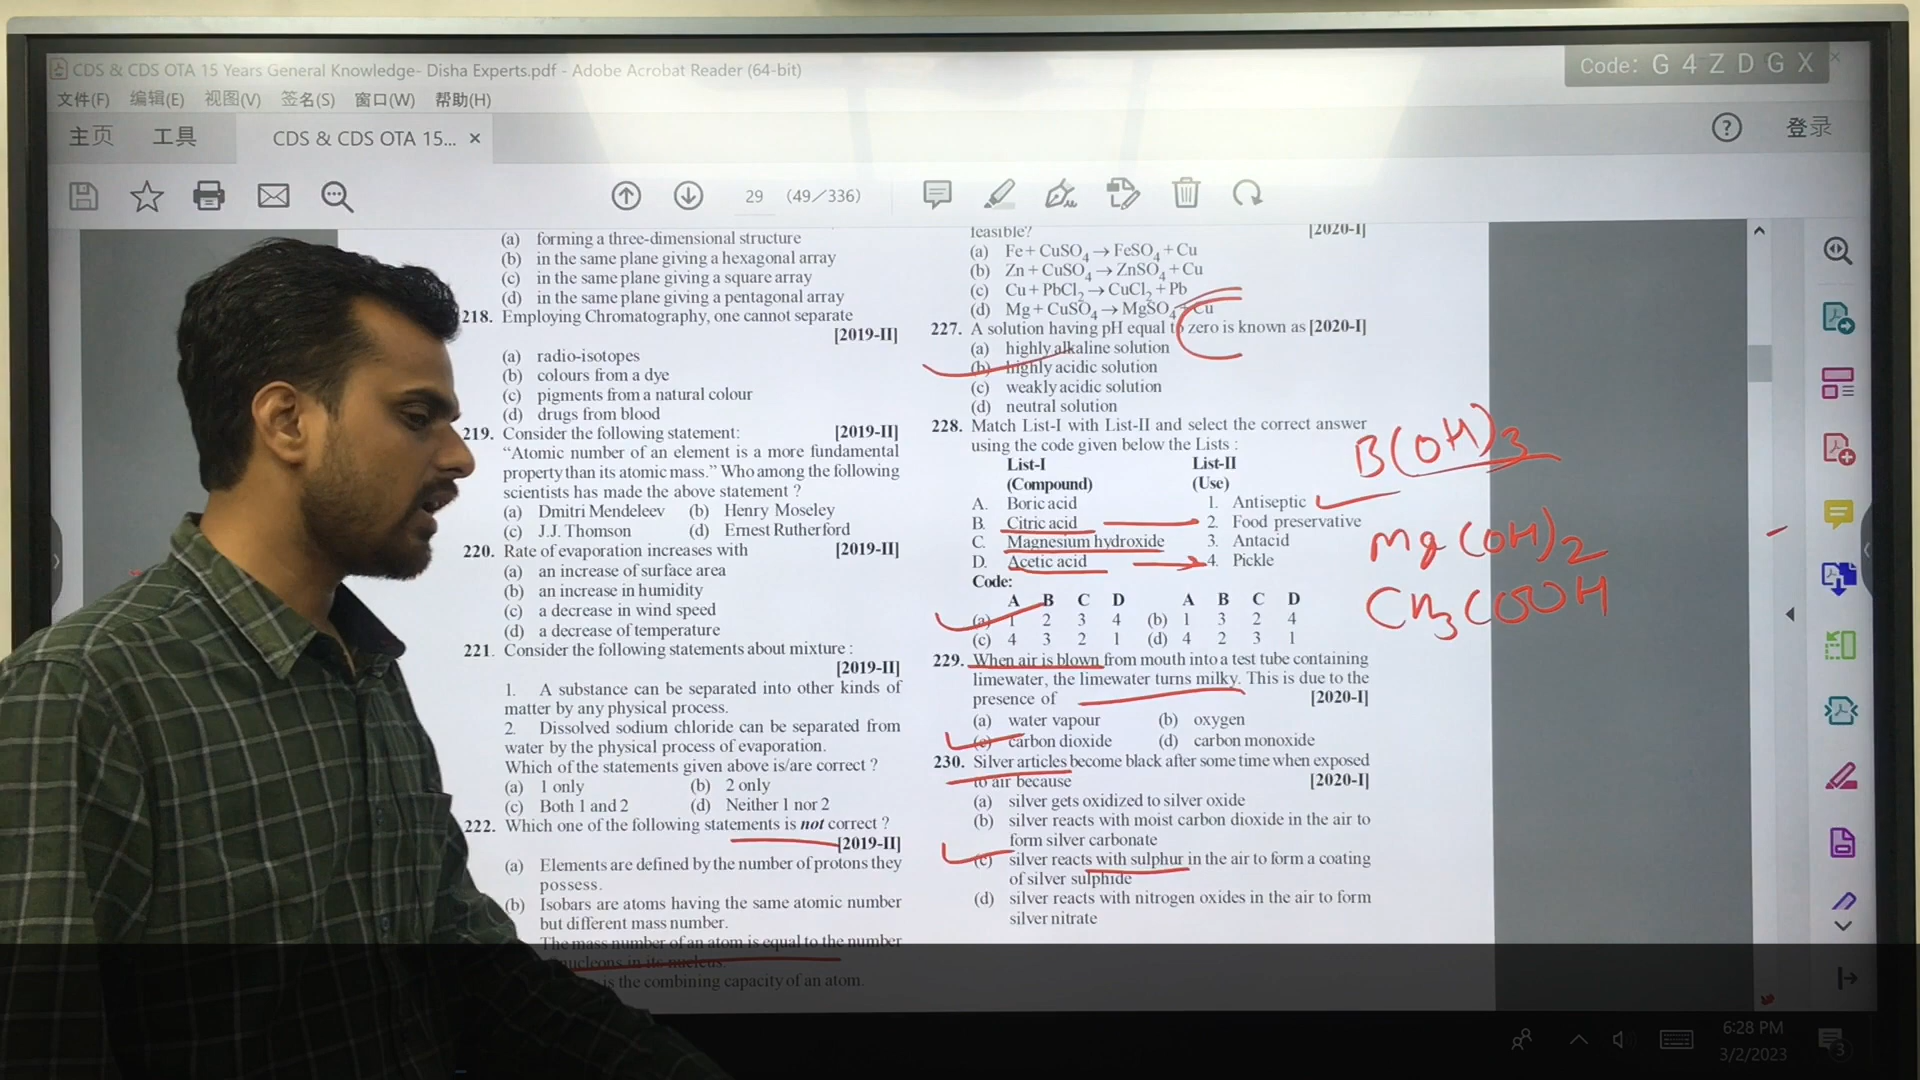 CDS & CDS OTA 15 Years General Knowledge- Disha Experts.pdf - Adobe Acrobat Reader (64-bit)
Code: G 4 Z D G X
文件(F) 编辑(E) 视图(V) 签名(S) 窗口(W) 帮助(H)
主页 工具 CDS & CDS OTA 15... ×
登录
29 (49/336)
(a) forming a three-dimensional structure
(b) in the same plane giving a hexagonal array
(c) in the same plane giving a square array
(d) in the same plane giving a pentagonal array
218. Employing Chromatography, one cannot separate
[2019-II]
(a) radio-isotopes
(b) colours from a dye
(c) pigments from a natural colour
(d) drugs from blood
219. Consider the following statement: [2019-II]
“Atomic number of an element is a more fundamental
property than its atomic mass.” Who among the following
scientists has made the above statement ?
(a) Dmitri Mendeleev (b) Henry Moseley
(c) J.J. Thomson (d) Ernest Rutherford
220. Rate of evaporation increases with [2019-II]
(a) an increase of surface area
(b) an increase in humidity
(c) a decrease in wind speed
(d) a decrease of temperature
221. Consider the following statements about mixture :
[2019-II]
1. A substance can be separated into other kinds of
matter by any physical process.
2. Dissolved sodium chloride can be separated from
water by the physical process of evaporation.
Which of the statements given above is/are correct ?
(a) 1 only (b) 2 only
(c) Both 1 and 2 (d) Neither 1 nor 2
222. Which one of the following statements is not correct ?
[2019-II]
(a) Elements are defined by the number of protons they
possess.
(b) Isobars are atoms having the same atomic number
but different mass number.
The mass number of an atom is equal to the number
nucleons in its nucleus.
is the combining capacity of an atom.
feasible? [2020-I]
(a) Fe + CuSO4 → FeSO4 + Cu
(b) Zn + CuSO4 → ZnSO4 + Cu
(c) Cu + PbCl2 → CuCl2 + Pb
(d) Mg + CuSO4 → MgSO4 + Cu
227. A solution having pH equal to zero is known as [2020-I]
(a) highly alkaline solution
(b) highly acidic solution
(c) weakly acidic solution
(d) neutral solution
228. Match List-I with List-II and select the correct answer
using the code given below the Lists :
List-I List-II
(Compound) (Use)
A. Boric acid 1. Antiseptic
B. Citric acid 2. Food preservative
C. Magnesium hydroxide 3. Antacid
D. Acetic acid 4. Pickle
Code:
A B C D A B C D
(a) 1 2 3 4 (b) 1 3 2 4
(c) 4 3 2 1 (d) 4 2 3 1
229. When air is blown from mouth into a test tube containing
limewater, the limewater turns milky. This is due to the
presence of [2020-I]
(a) water vapour (b) oxygen
(c) carbon dioxide (d) carbon monoxide
230. Silver articles become black after some time when exposed
to air because [2020-I]
(a) silver gets oxidized to silver oxide
(b) silver reacts with moist carbon dioxide in the air to
form silver carbonate
(c) silver reacts with sulphur in the air to form a coating
of silver sulphide
(d) silver reacts with nitrogen oxides in the air to form
silver nitrate
B(OH)3
Mg(OH)2
CH3COOH
6:28 PM
3/2/2023
3